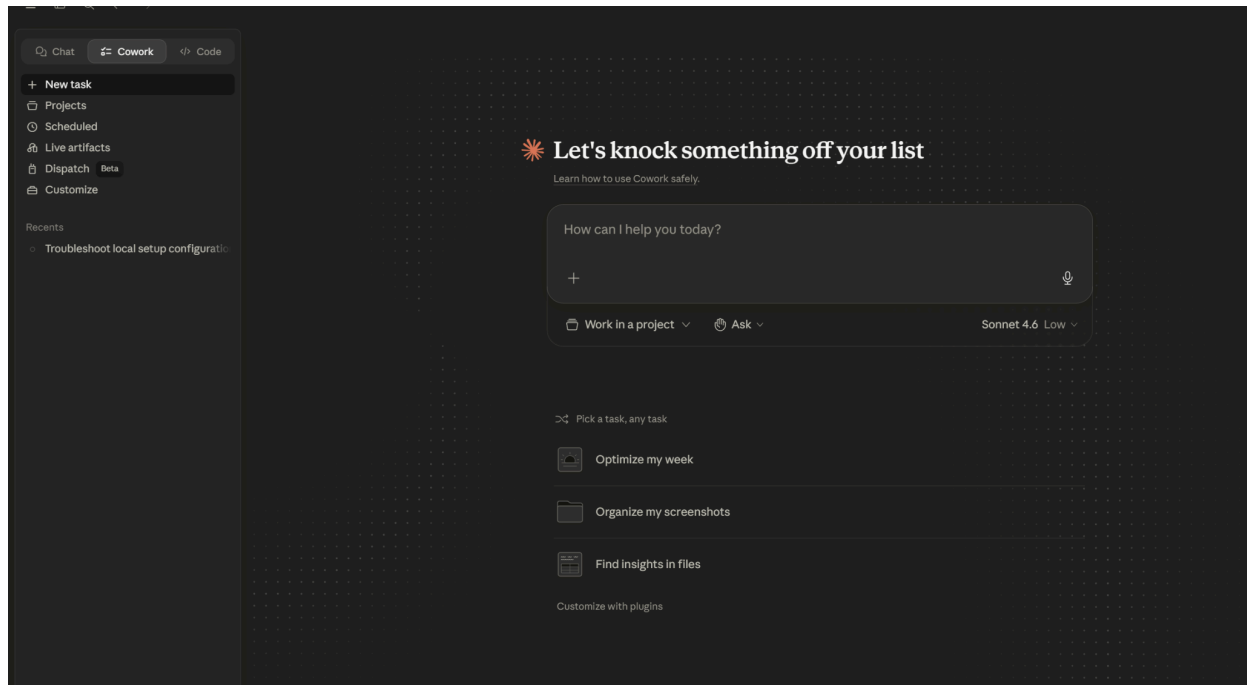 Chat Cowork Code
New task
Projects
Scheduled
Live artifacts
Dispatch Beta
Customize
Recents
Troubleshoot local setup configuratio
Let's knock something off your list
Learn how to use Cowork safely.
How can I help you today?
Work in a project Ask Sonnet 4.6 Low
Pick a task, any task
Optimize my week
Organize my screenshots
Find insights in files
Customize with plugins